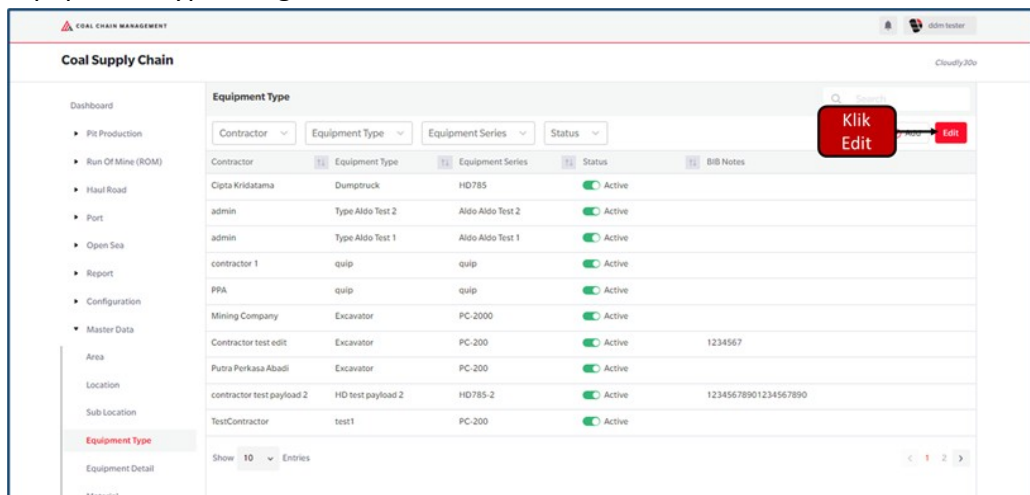 COAL CHAIN MANAGEMENT
ddm tester
Coal Supply Chain
Cloudly,30o
Dashboard
Pit Production
Run Of Mine (ROM)
Haul Road
Port
Open Sea
Report
Configuration
Master Data
Area
Location
Sub Location
Equipment Type
Equipment Detail
Equipment Type
Search
Contractor
Equipment Type
Equipment Series
Status
Klik
Edit
Add
Edit
Contractor Equipment Type Equipment Series Status BIB Notes
Cipta Kridatama Dumptruck HD785 Active
admin Type Aldo Test 2 Aldo Aldo Test 2 Active
admin Type Aldo Test 1 Aldo Aldo Test 1 Active
contractor 1 quip quip Active
PPA quip quip Active
Mining Company Excavator PC-2000 Active
Contractor test edit Excavator PC-200 Active 1234567
Putra Perkasa Abadi Excavator PC-200 Active
contractor test payload 2 HD test payload 2 HD785-2 Active 12345678901234567890
TestContractor test1 PC-200 Active
Show 10 Entries
< 1 2 >